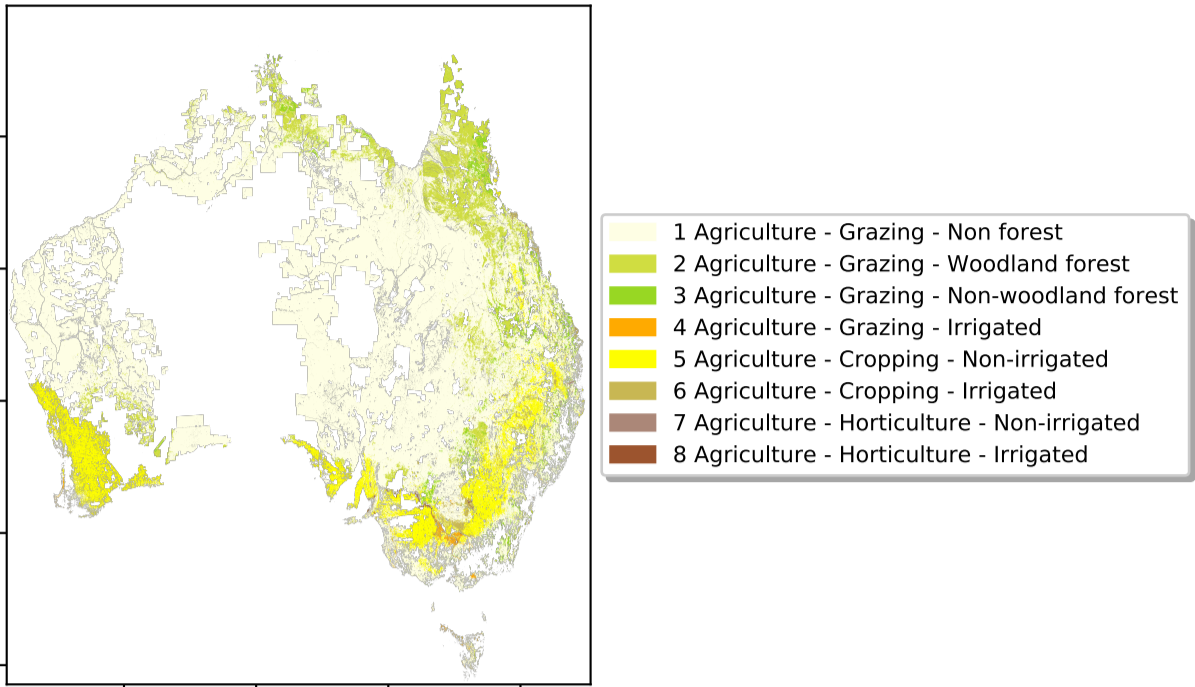 1 Agriculture - Grazing - Non forest
2 Agriculture - Grazing - Woodland forest
3 Agriculture - Grazing - Non-woodland forest
4 Agriculture - Grazing - Irrigated
5 Agriculture - Cropping - Non-irrigated
6 Agriculture - Cropping - Irrigated
7 Agriculture - Horticulture - Non-irrigated
8 Agriculture - Horticulture - Irrigated